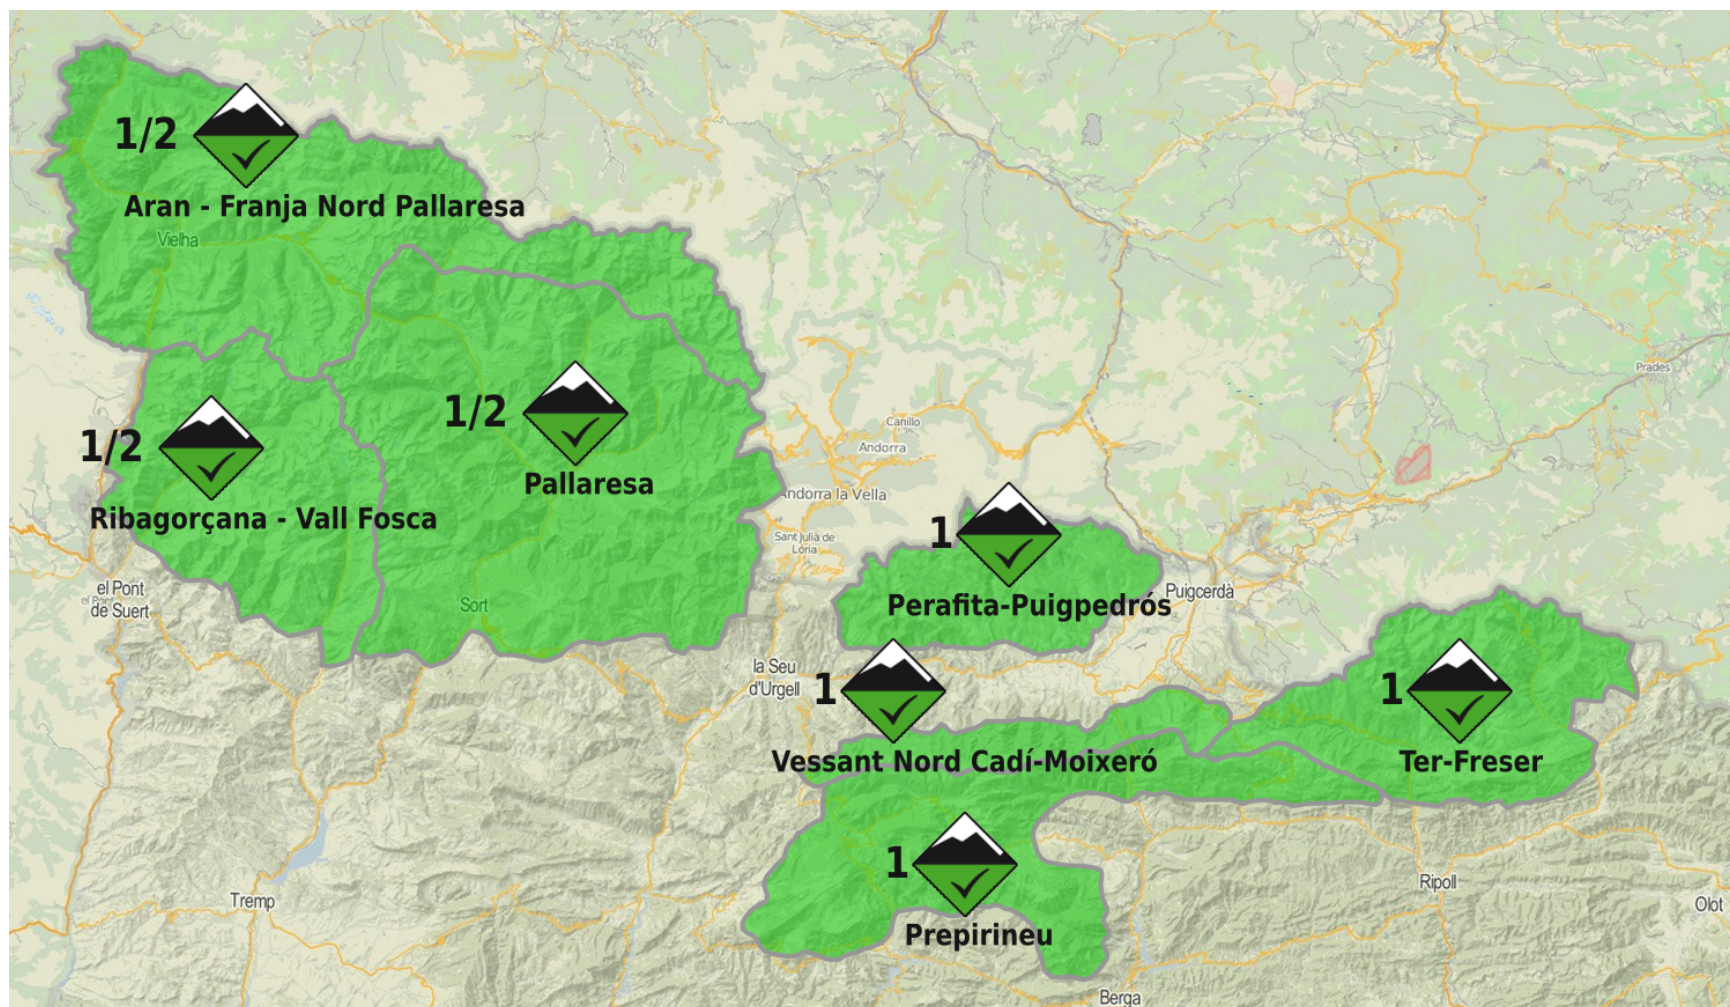 1/2
Aran - Franja Nord Pallaresa
Vielha
Prades
1/2
Pallaresa
Canillo
Andorra
Andorra la Vella
1/2
Ribagorçana - Vall Fosca
Sant Julià de
Lòria
1
Perafita-Puigpedrós
Puigcerdà
el Pont
de Suert
Sort
la Seu
d'Urgell
1
Vessant Nord Cadí-Moixeró
1
Ter-Freser
1
Prepirineu
Tremp
Ripoll
Olot
Berga